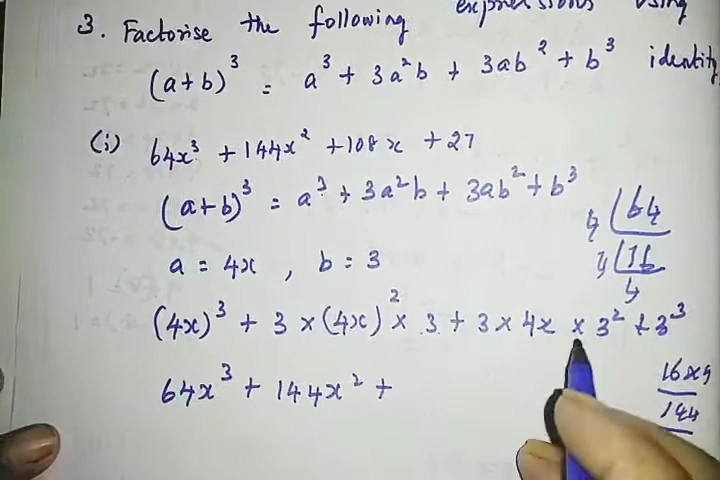 3. Factorise the following expressions using
(a+b)³ = a³ + 3a²b + 3ab² + b³ identity
(i) 64x³ + 144x² + 108x + 27
(a+b)³ = a³ + 3a²b + 3ab² + b³
a = 4x , b = 3
(4x)³ + 3 × (4x)² × 3 + 3 × 4x × 3² + 3³
64x³ + 144x² +
4 | 64
4 | 16
4
16×9
144